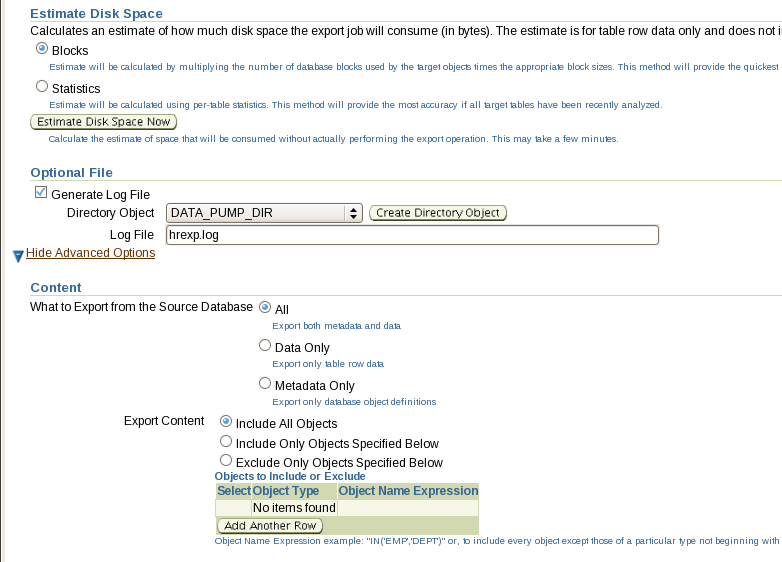 Estimate Disk Space
Calculates an estimate of how much disk space the export job will consume (in bytes). The estimate is for table row data only and does not i
Blocks
Estimate will be calculated by multiplying the number of database blocks used by the target objects times the appropriate block sizes. This method will provide the quickest
Statistics
Estimate will be calculated using per-table statistics. This method will provide the most accuracy if all target tables have been recently analyzed.
Estimate Disk Space Now
Calculate the estimate of space that will be consumed without actually performing the export operation. This may take a few minutes.
Optional File
Generate Log File
Directory Object DATA_PUMP_DIR Create Directory Object
Log File hrexp.log
Hide Advanced Options
Content
What to Export from the Source Database All
Export both metadata and data
Data Only
Export only table row data
Metadata Only
Export only database object definitions
Export Content Include All Objects
Include Only Objects Specified Below
Exclude Only Objects Specified Below
Objects to Include or Exclude
Select Object Type Object Name Expression
No items found
Add Another Row
Object Name Expression example: "IN('EMP','DEPT')" or, to include every object except those of a particular type not beginning with